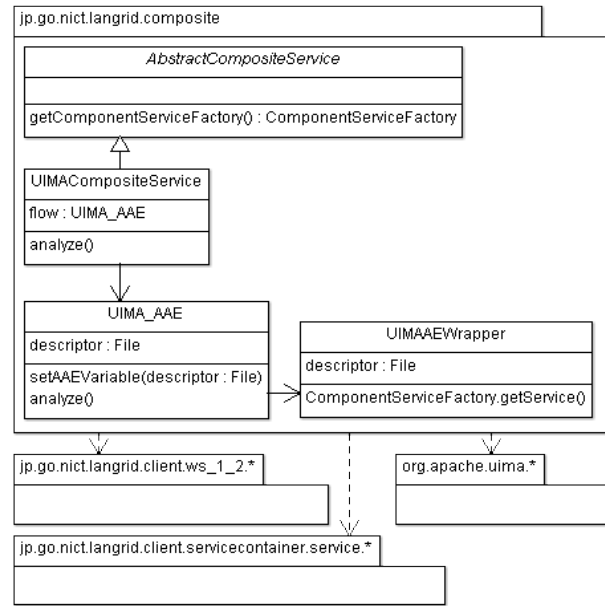 jp.go.nict.langrid.composite
AbstractCompositeService
getComponentServiceFactory() : ComponentServiceFactory
UIMACompositeService
flow : UIMA_AAE
analyze()
UIMA_AAE
descriptor : File
setAAEVariable(descriptor : File)
analyze()
UIMAAEWrapper
descriptor : File
ComponentServiceFactory.getService()
jp.go.nict.langrid.client.ws_1_2.*
org.apache.uima.*
jp.go.nict.langrid.client.servicecontainer.service.*